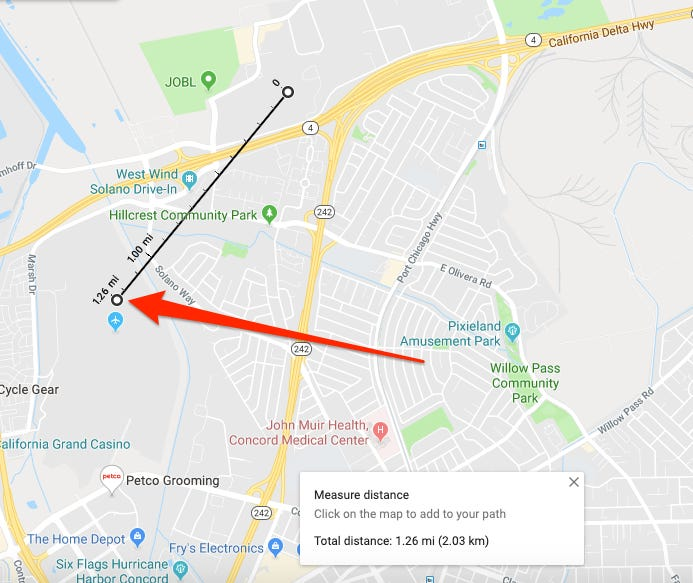 4
California Delta Hwy
JOBL
0
4
mhoff Dr
West Wind
Solano Drive-In
Hillcrest Community Park
242
Port Chicago Hwy
1.00 mi
E Olivera Rd
Marsh Dr
1.26 mi
Solano Way
Pixieland
Amusement Park
242
Willow Pass
Community
Park
Cycle Gear
Willow Pass Rd
John Muir Health,
Concord Medical Center
H
California Grand Casino
petco
Petco Grooming
Measure distance
Click on the map to add to your path
Total distance: 1.26 mi (2.03 km)
242
Co
The Home Depot
Fry's Electronics
Six Flags Hurricane
Harbor Concord